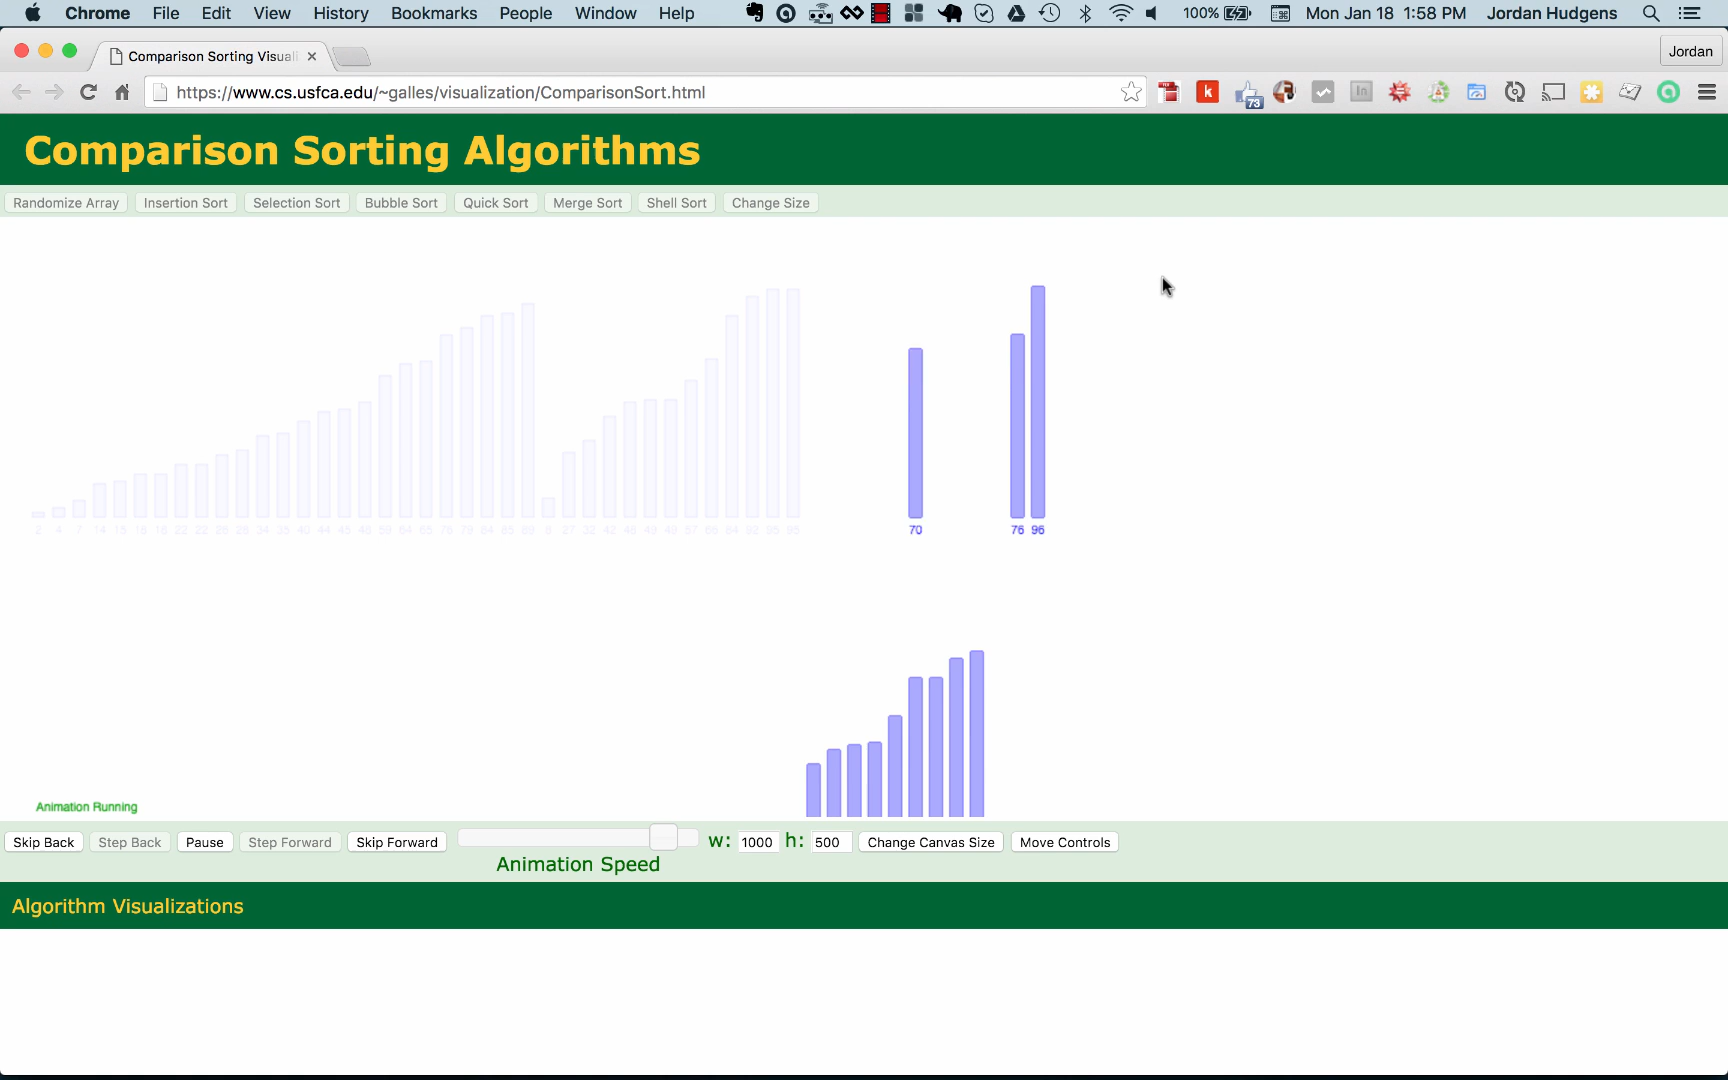 Chrome File Edit View History Bookmarks People Window Help 100% Mon Jan 18 1:58 PM Jordan Hudgens
Comparison Sorting Visual
Jordan
https://www.cs.usfca.edu/~galles/visualization/ComparisonSort.html
73
Comparison Sorting Algorithms
Randomize Array Insertion Sort Selection Sort Bubble Sort Quick Sort Merge Sort Shell Sort Change Size
70 76 96
Animation Running
Skip Back Step Back Pause Step Forward Skip Forward w: 1000 h: 500 Change Canvas Size Move Controls
Animation Speed
Algorithm Visualizations